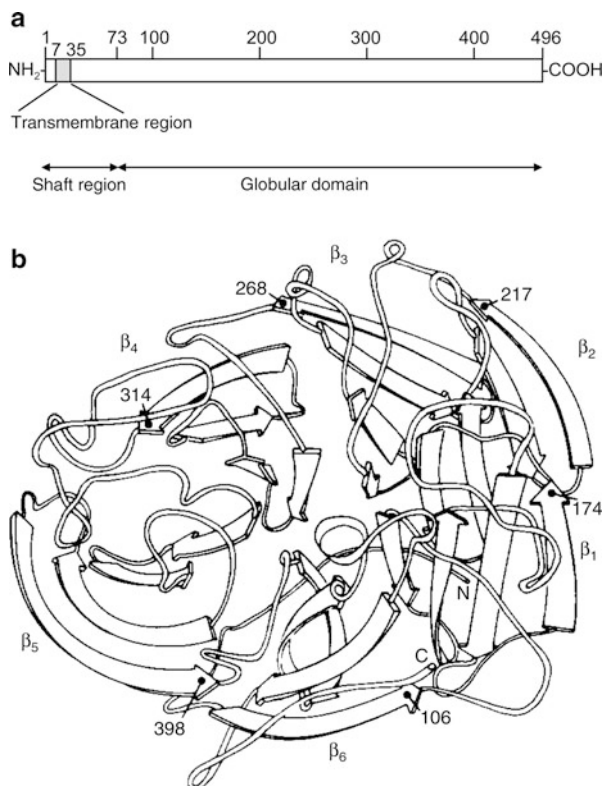 a
1 7 35 73 100 200 300 400 496
NH2 COOH
Transmembrane region
Shaft region Globular domain
b
β3
268 217
β4 β2
314
174
β1
N
β5
C
398 106
β6